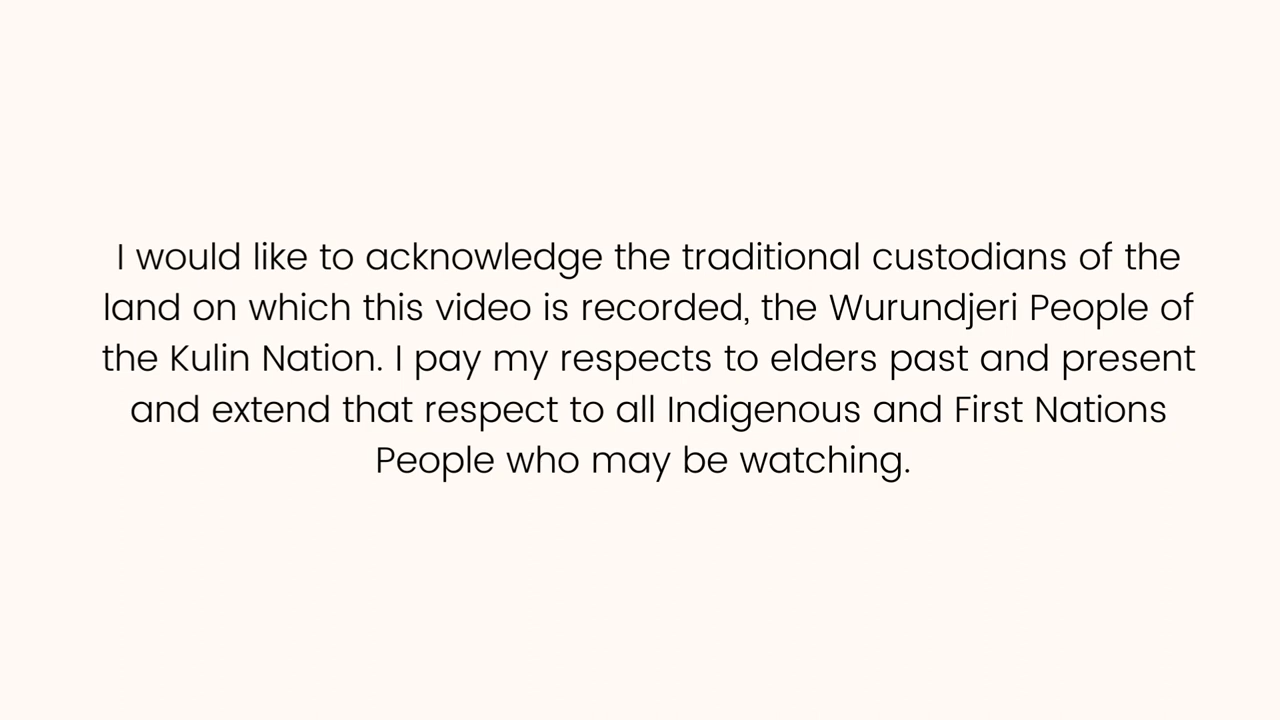 I would like to acknowledge the traditional custodians of the
land on which this video is recorded, the Wurundjeri People of
the Kulin Nation. I pay my respects to elders past and present
and extend that respect to all Indigenous and First Nations
People who may be watching.